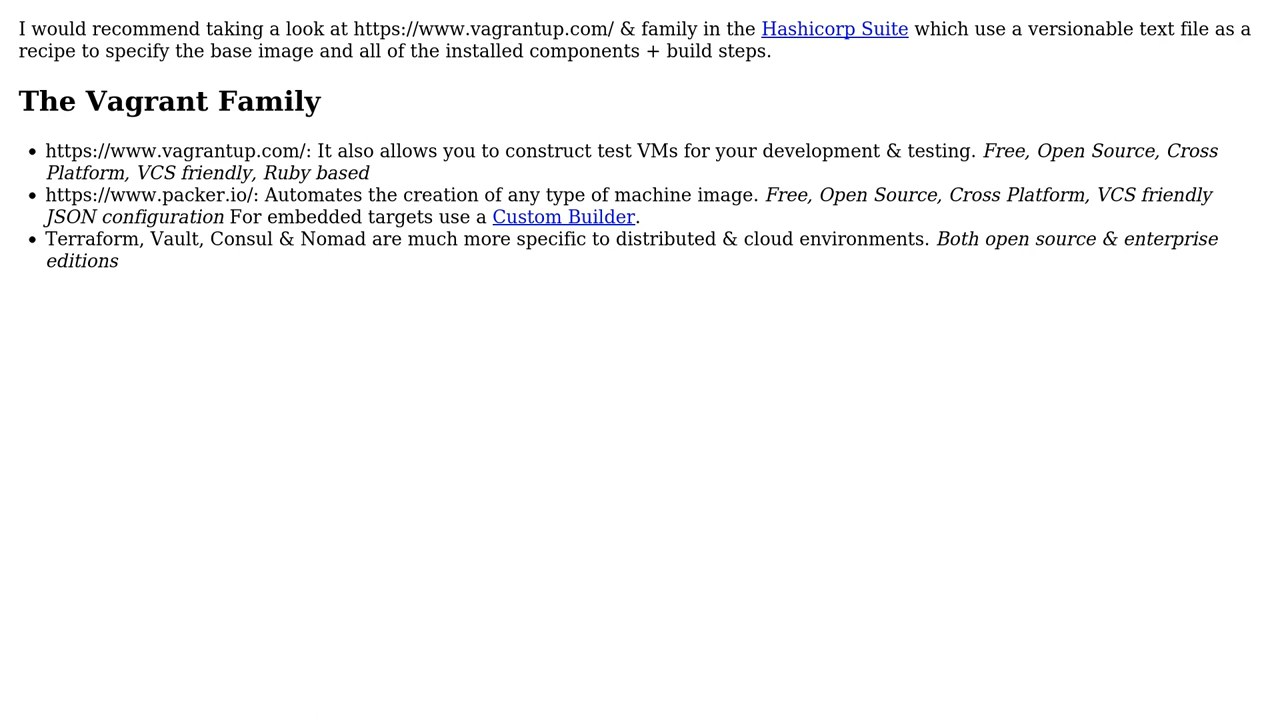 I would recommend taking a look at https://www.vagrantup.com/ & family in the Hashicorp Suite which use a versionable text file as a
recipe to specify the base image and all of the installed components + build steps.
The Vagrant Family
• https://www.vagrantup.com/: It also allows you to construct test VMs for your development & testing. Free, Open Source, Cross
Platform, VCS friendly, Ruby based
• https://www.packer.io/: Automates the creation of any type of machine image. Free, Open Source, Cross Platform, VCS friendly
JSON configuration For embedded targets use a Custom Builder.
• Terraform, Vault, Consul & Nomad are much more specific to distributed & cloud environments. Both open source & enterprise
editions